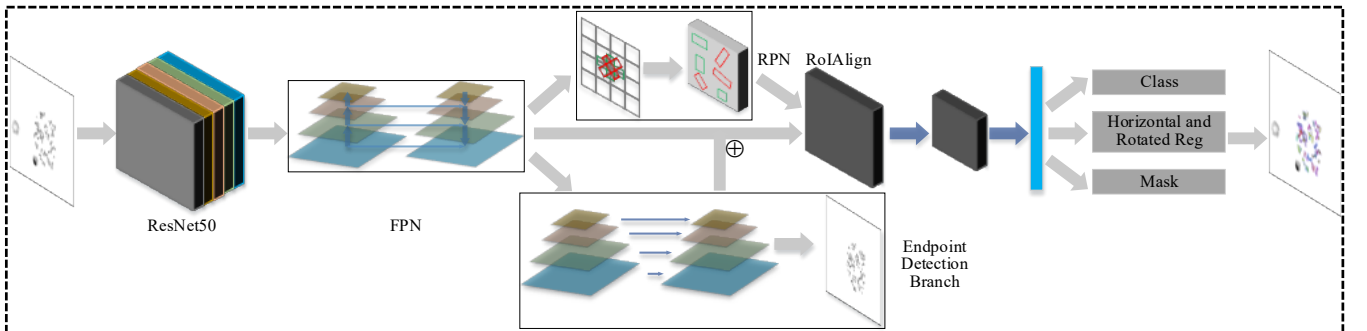 ResNet50
FPN
RPN
RoIAlign
⊕
Endpoint
Detection
Branch
Class
Horizontal and
Rotated Reg
Mask